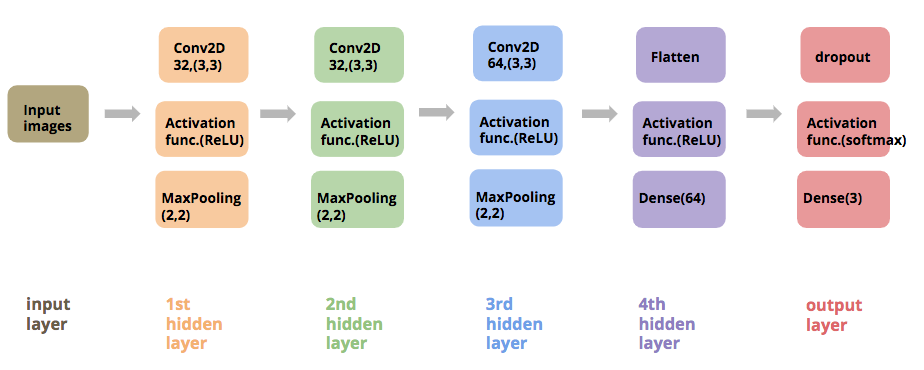 Input
images
Conv2D
32,(3,3)
Activation
func.(ReLU)
MaxPooling
(2,2)
Conv2D
32,(3,3)
Activation
func.(ReLU)
MaxPooling
(2,2)
Conv2D
64,(3,3)
Activation
func.(ReLU)
MaxPooling
(2,2)
Flatten
Activation
func.(ReLU)
Dense(64)
dropout
Activation
func.(softmax)
Dense(3)
input
layer
1st
hidden
layer
2nd
hidden
layer
3rd
hidden
layer
4th
hidden
layer
output
layer